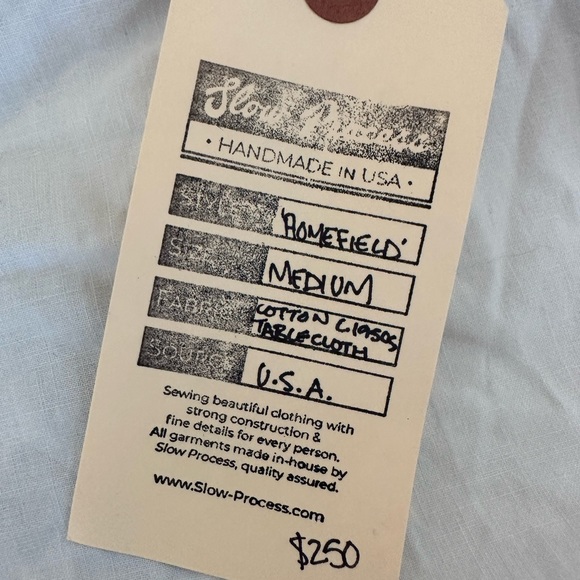 Slow Process
• HANDMADE IN USA •
STYLE 'HOMEFIELD'
SIZE MEDIUM
FABRIC COTTON C.1950S
TABLECLOTH
SOURCE U.S.A.
Sewing beautiful clothing with
strong construction &
fine details for every person.
All garments made in-house by
Slow Process, quality assured.
www.Slow-Process.com
$250